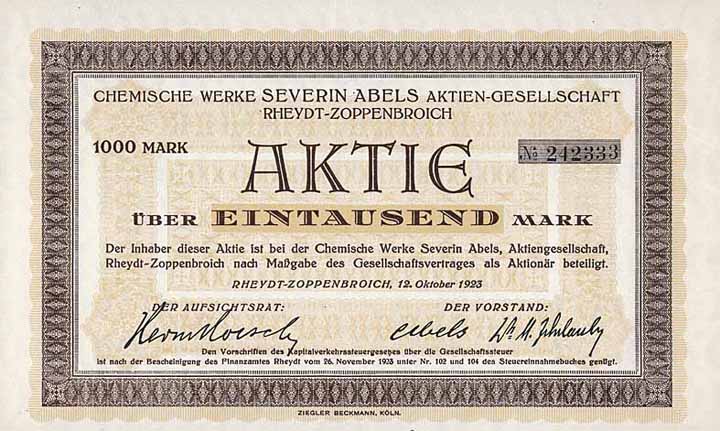 CHEMISCHE WERKE SEVERIN ABELS AKTIEN-GESELLSCHAFT
RHEYDT-ZOPPENBROICH
1000 MARK
AKTIE
№ 242333
ÜBER EINTAUSEND MARK
Der Inhaber dieser Aktie ist bei der Chemische Werke Severin Abels, Aktiengesellschaft,
Rheydt-Zoppenbroich nach Maßgabe des Gesellschaftsvertrages als Aktionär beteiligt.
RHEYDT-ZOPPENBROICH, 12. Oktober 1923
DER AUFSICHTSRAT: DER VORSTAND:
Abels
Den Vorschriften des Kapitalverkehrssteuergesetzes über die Gesellschaftssteuer
ist nach der Bescheinigung des Finanzamtes Rheydt vom 26. November 1923 unter Nr. 102 und 104 des Steuereinnahmebuches genügt.
ZIEGLER BECKMANN, KÖLN.